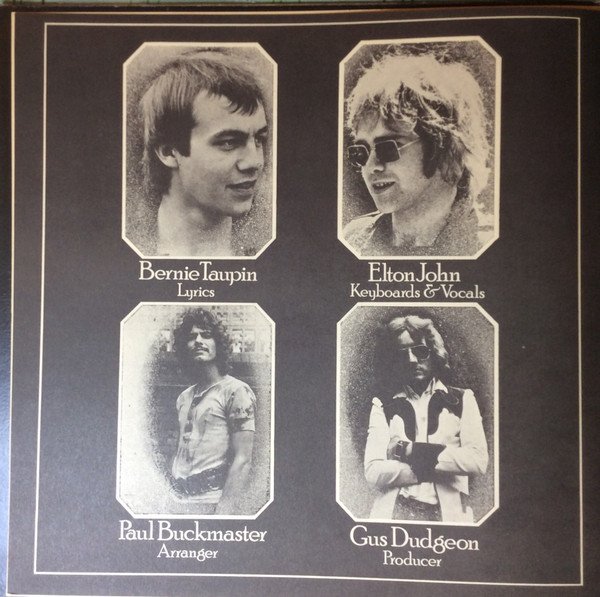 Bernie Taupin
Lyrics
Elton John
Keyboards & Vocals
Paul Buckmaster
Arranger
Gus Dudgeon
Producer